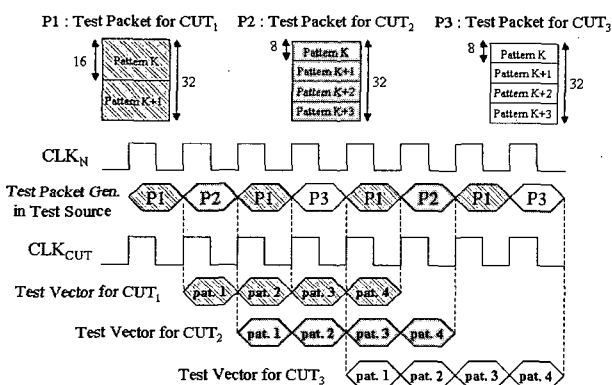 P1 : Test Packet for CUT1
P2 : Test Packet for CUT2
P3 : Test Packet for CUT3
16
Pattern K
Pattern K+1
32
8
Pattern K
Pattern K+1
Pattern K+2
Pattern K+3
32
8
Pattern K
Pattern K+1
Pattern K+2
Pattern K+3
32
CLKN
Test Packet Gen.
in Test Source
P1 P2 P1 P3 P1 P2 P1 P3
CLKCUT
Test Vector for CUT1 pat. 1 pat. 2 pat. 3 pat. 4
Test Vector for CUT2 pat. 1 pat. 2 pat. 3 pat. 4
Test Vector for CUT3 pat. 1 pat. 2 pat. 3 pat. 4